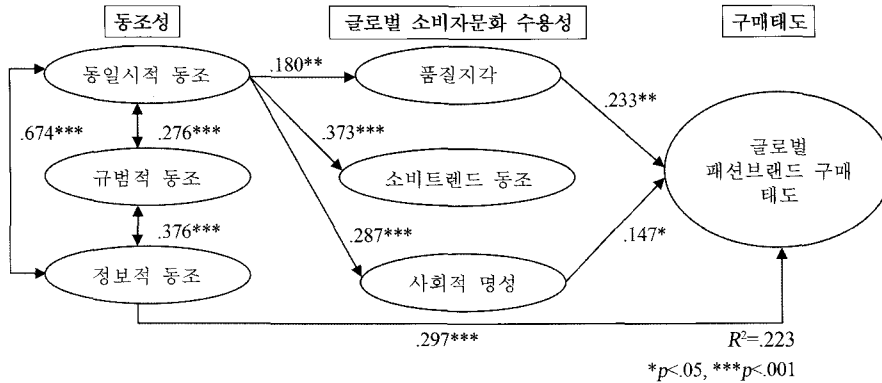 동조성
글로벌 소비자문화 수용성
구매태도
동일시적 동조
.180**
품질지각
.233**
.674***
.276***
.373***
글로벌
패션브랜드 구매
태도
규범적 동조
소비트렌드 동조
.376***
.287***
.147*
정보적 동조
사회적 명성
.297***
R²=.223
*p<.05, ***p<.001